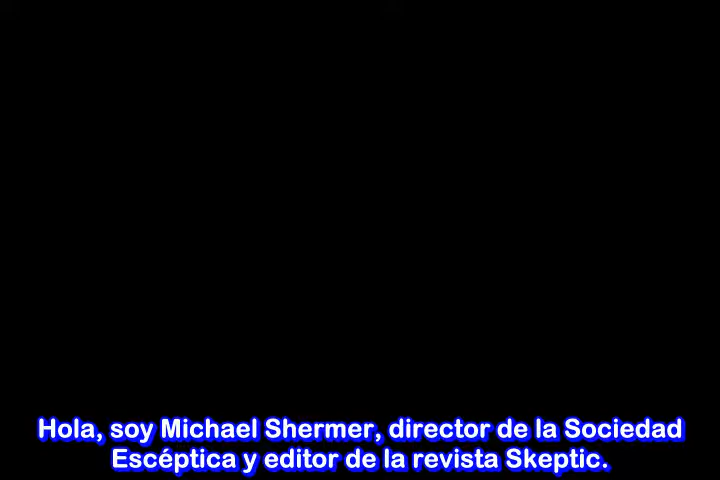 Hola, soy Michael Shermer, director de la Sociedad
Escéptica y editor de la revista Skeptic.